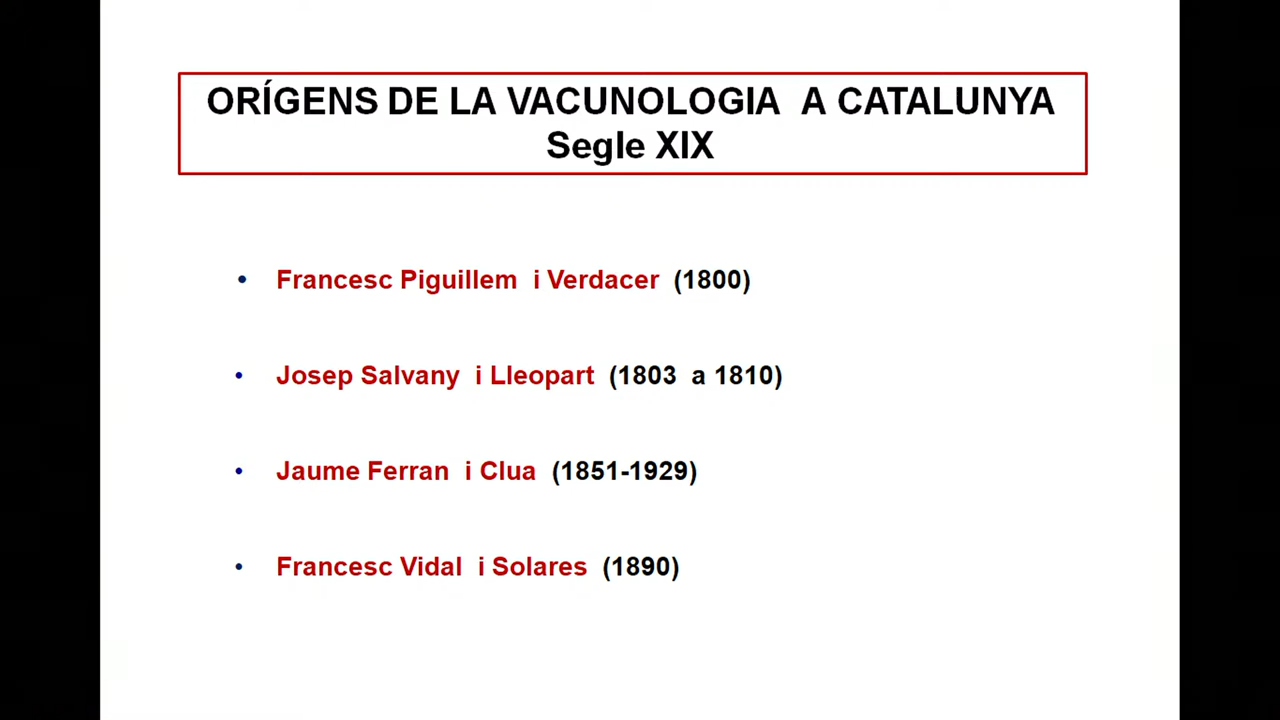 ORÍGENS DE LA VACUNOLOGIA A CATALUNYA
Segle XIX
• Francesc Piguillem i Verdacer (1800)
• Josep Salvany i Lleopart (1803 a 1810)
• Jaume Ferran i Clua (1851-1929)
• Francesc Vidal i Solares (1890)